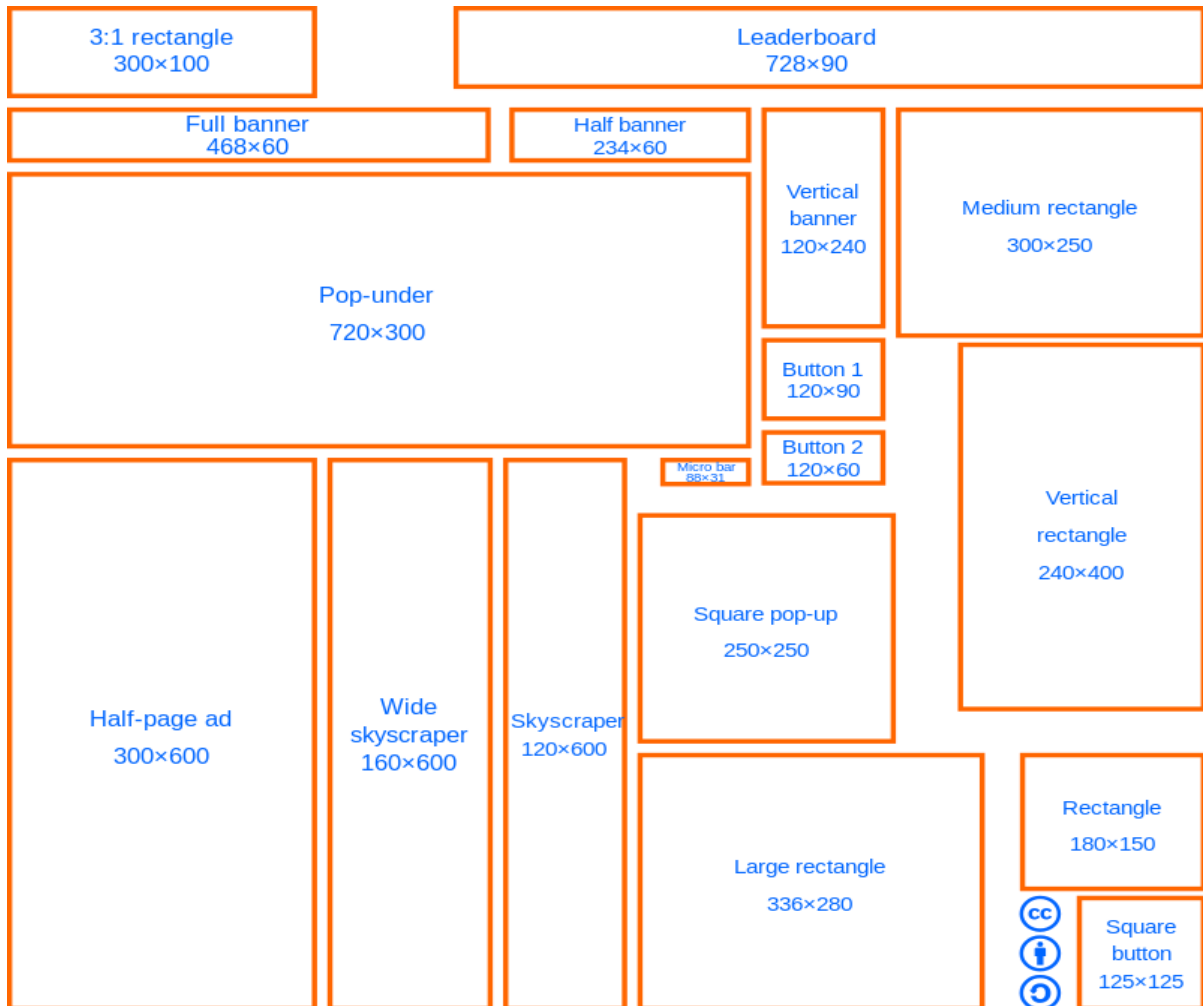 3:1 rectangle
300×100
Leaderboard
728×90
Full banner
468×60
Half banner
234×60
Vertical
banner
120×240
Medium rectangle
300×250
Pop-under
720×300
Button 1
120×90
Button 2
120×60
Micro bar
88×31
Vertical
rectangle
240×400
Square pop-up
250×250
Half-page ad
300×600
Wide
skyscraper
160×600
Skyscraper
120×600
Large rectangle
336×280
Rectangle
180×150
cc
Square
button
125×125